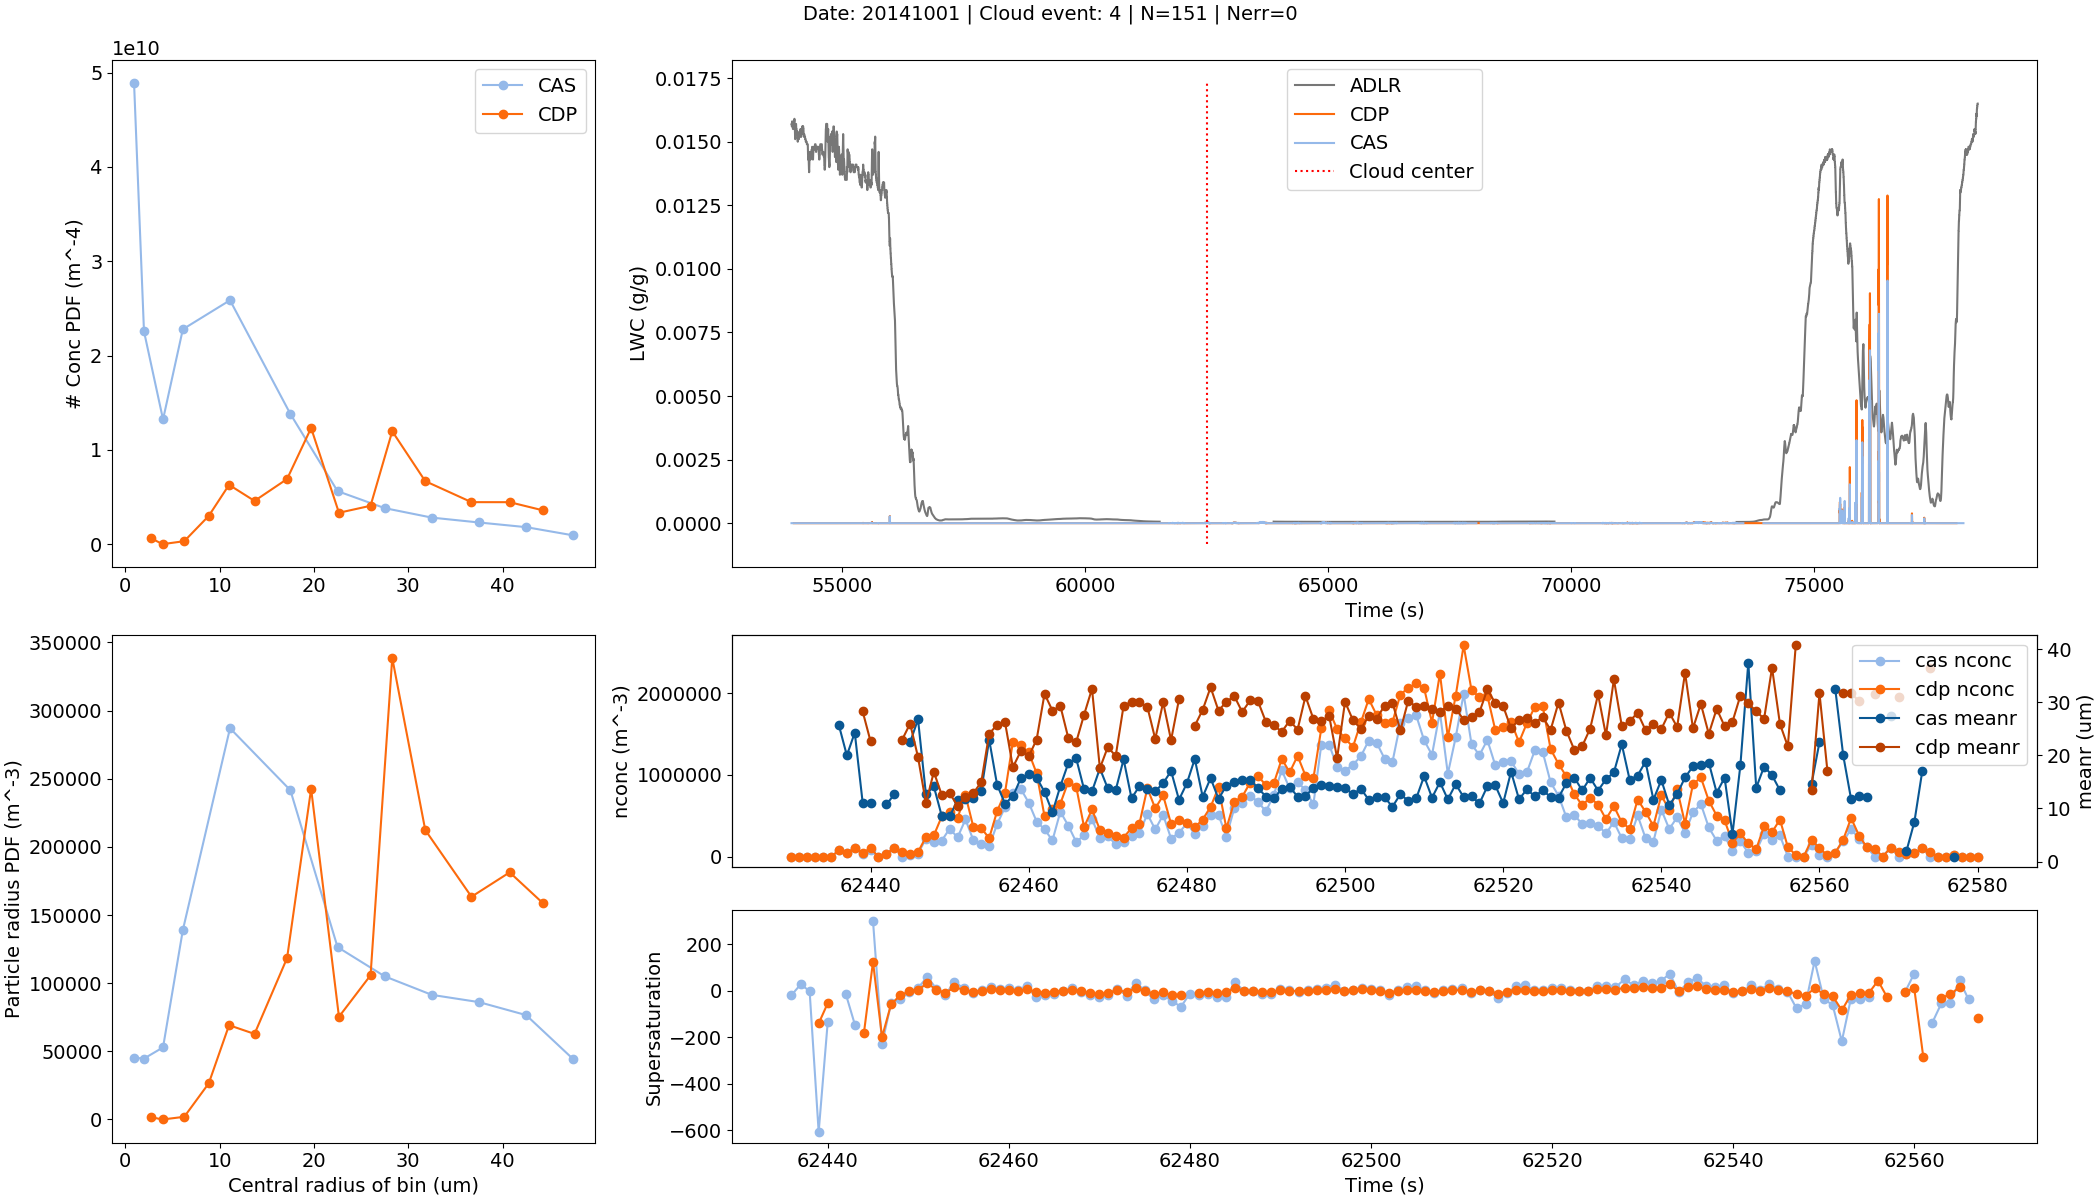 Date: 20141001 | Cloud event: 4 | N=151 | Nerr=0
1e10
# Conc PDF (m^-4)
5
4
3
2
1
0
0 10 20 30 40
CAS
CDP
LWC (g/g)
0.0175
0.0150
0.0125
0.0100
0.0075
0.0050
0.0025
0.0000
ADLR
CDP
CAS
Cloud center
55000 60000 65000 70000 75000
Time (s)
Particle radius PDF (m^-3)
350000
300000
250000
200000
150000
100000
50000
0
0 10 20 30 40
Central radius of bin (um)
nconc (m^-3)
2000000
1000000
0
cas nconc
cdp nconc
cas meanr
cdp meanr
40
30
20
10
0
meanr (um)
62440 62460 62480 62500 62520 62540 62560 62580
Supersaturation
200
0
−200
−400
−600
62440 62460 62480 62500 62520 62540 62560
Time (s)